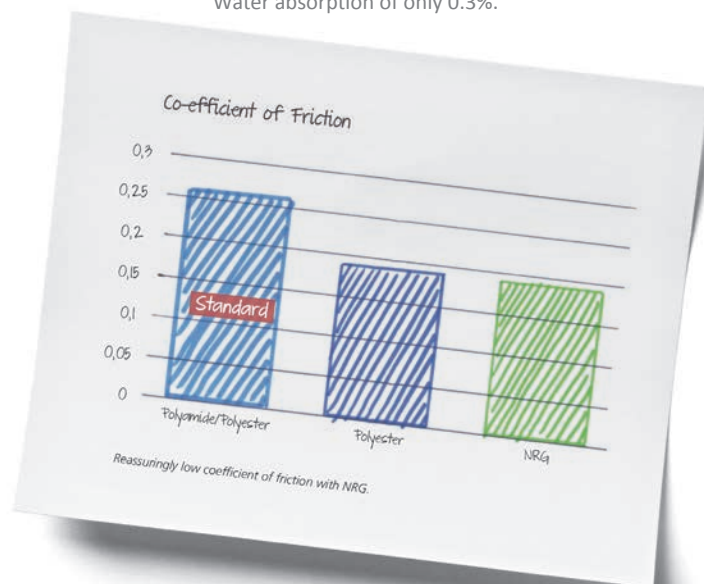 Water absorption of only 0.3%.
Co-efficient of Friction
0,3
0,25
0,2
0,15
0,1
0,05
0
Standard
Polyamide/Polyester
Polyester
NRG
Reassuringly low coefficient of friction with NRG.